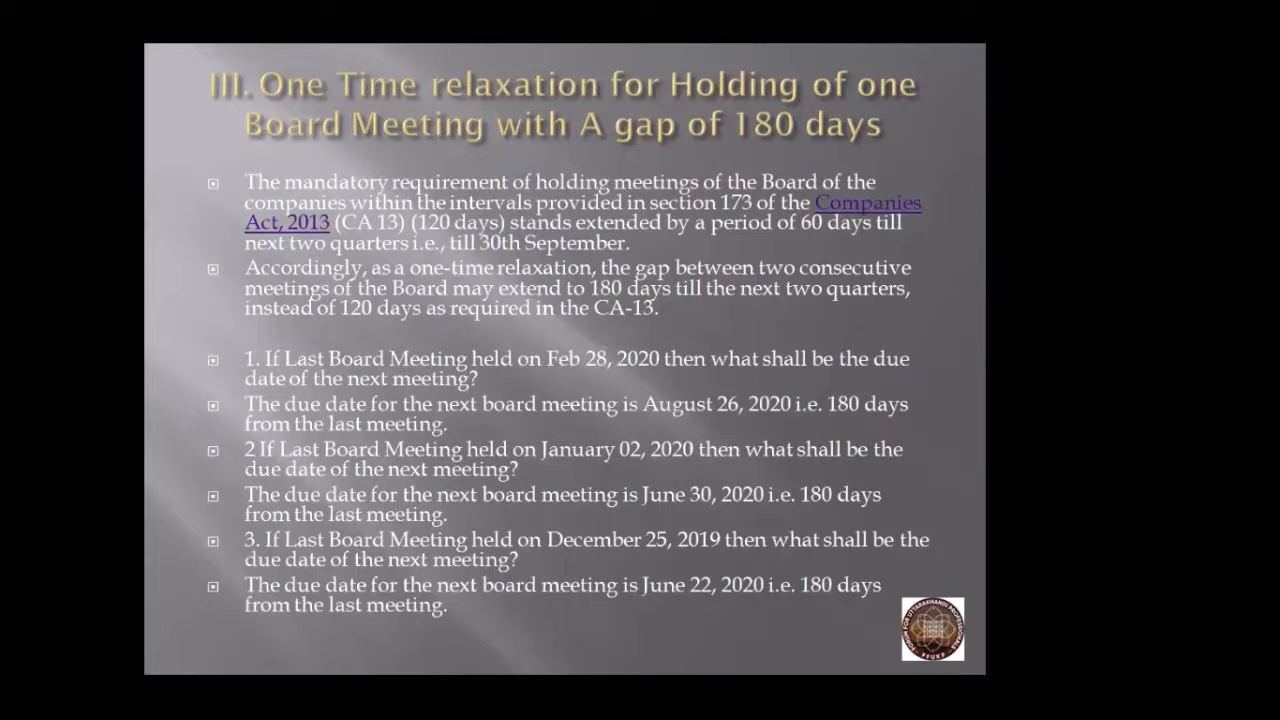 III. One Time relaxation for Holding of one
Board Meeting with A gap of 180 days
The mandatory requirement of holding meetings of the Board of the
companies within the intervals provided in section 173 of the Companies
Act, 2013 (CA 13) (120 days) stands extended by a period of 60 days till
next two quarters i.e., till 30th September.
Accordingly, as a one-time relaxation, the gap between two consecutive
meetings of the Board may extend to 180 days till the next two quarters,
instead of 120 days as required in the CA-13.
1. If Last Board Meeting held on Feb 28, 2020 then what shall be the due
date of the next meeting?
The due date for the next board meeting is August 26, 2020 i.e. 180 days
from the last meeting.
2 If Last Board Meeting held on January 02, 2020 then what shall be the
due date of the next meeting?
The due date for the next board meeting is June 30, 2020 i.e. 180 days
from the last meeting.
3. If Last Board Meeting held on December 25, 2019 then what shall be the
due date of the next meeting?
The due date for the next board meeting is June 22, 2020 i.e. 180 days
from the last meeting.
FORUM FOR UTTARAKHAND PROFESSIONALS
FFUKP